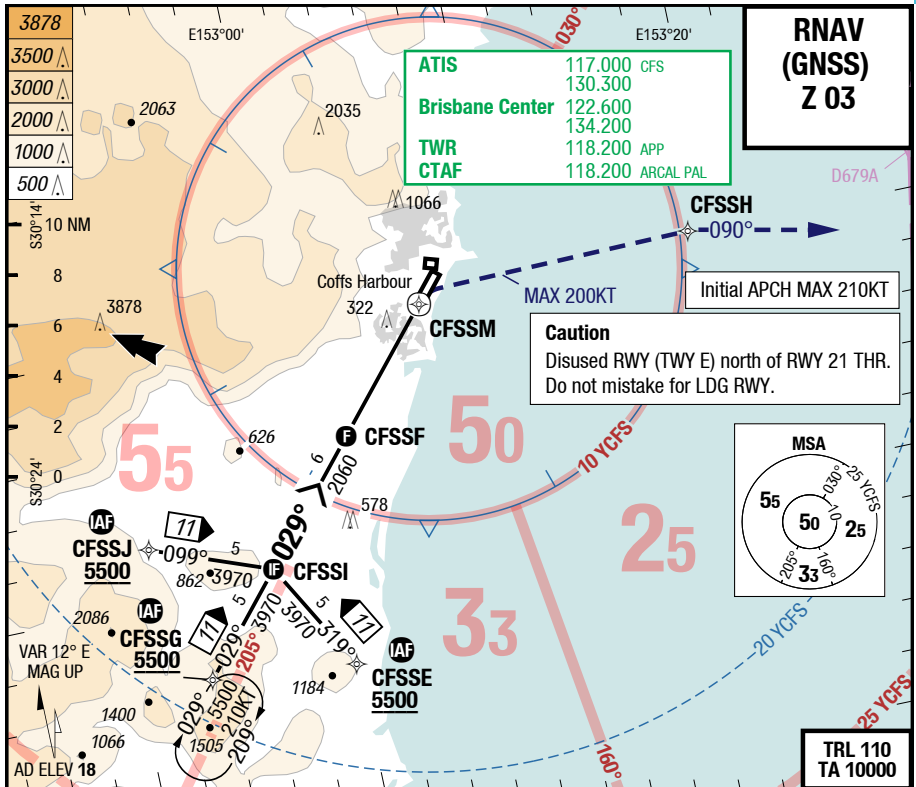 3878
3500
3000
2000
1000
500
E153°00'
E153°20'
030°
RNAV
(GNSS)
Z 03
ATIS 117.000 CFS
130.300
Brisbane Center 122.600
134.200
TWR 118.200 APP
CTAF 118.200 ARCAL PAL
2063
2035
1066
D679A
S30°14'
10 NM
8
6
4
2
0
S30°24'
CFSSH
090°
MAX 200KT
Initial APCH MAX 210KT
Coffs Harbour
322
CFSSM
3878
Caution
Disused RWY (TWY E) north of RWY 21 THR.
Do not mistake for LDG RWY.
F CFSSF
626
55
50
10 YCFS
6
2060
578
029°
MSA
25 YCFS
030°
10
55
50
25
205°
33
160°
25
33
IAF
CFSSJ
5500
11
099°
5
3970
862
IF CFSSI
2086
IAF
CFSSG
5500
11
5
029°
3970
205°
5
3970
319°
11
IAF
CFSSE
5500
1184
20 YCFS
VAR 12° E
MAG UP
1400
1066
1505
029°
5500
210KT
209°
AD ELEV 18
160°
25 YCFS
TRL 110
TA 10000